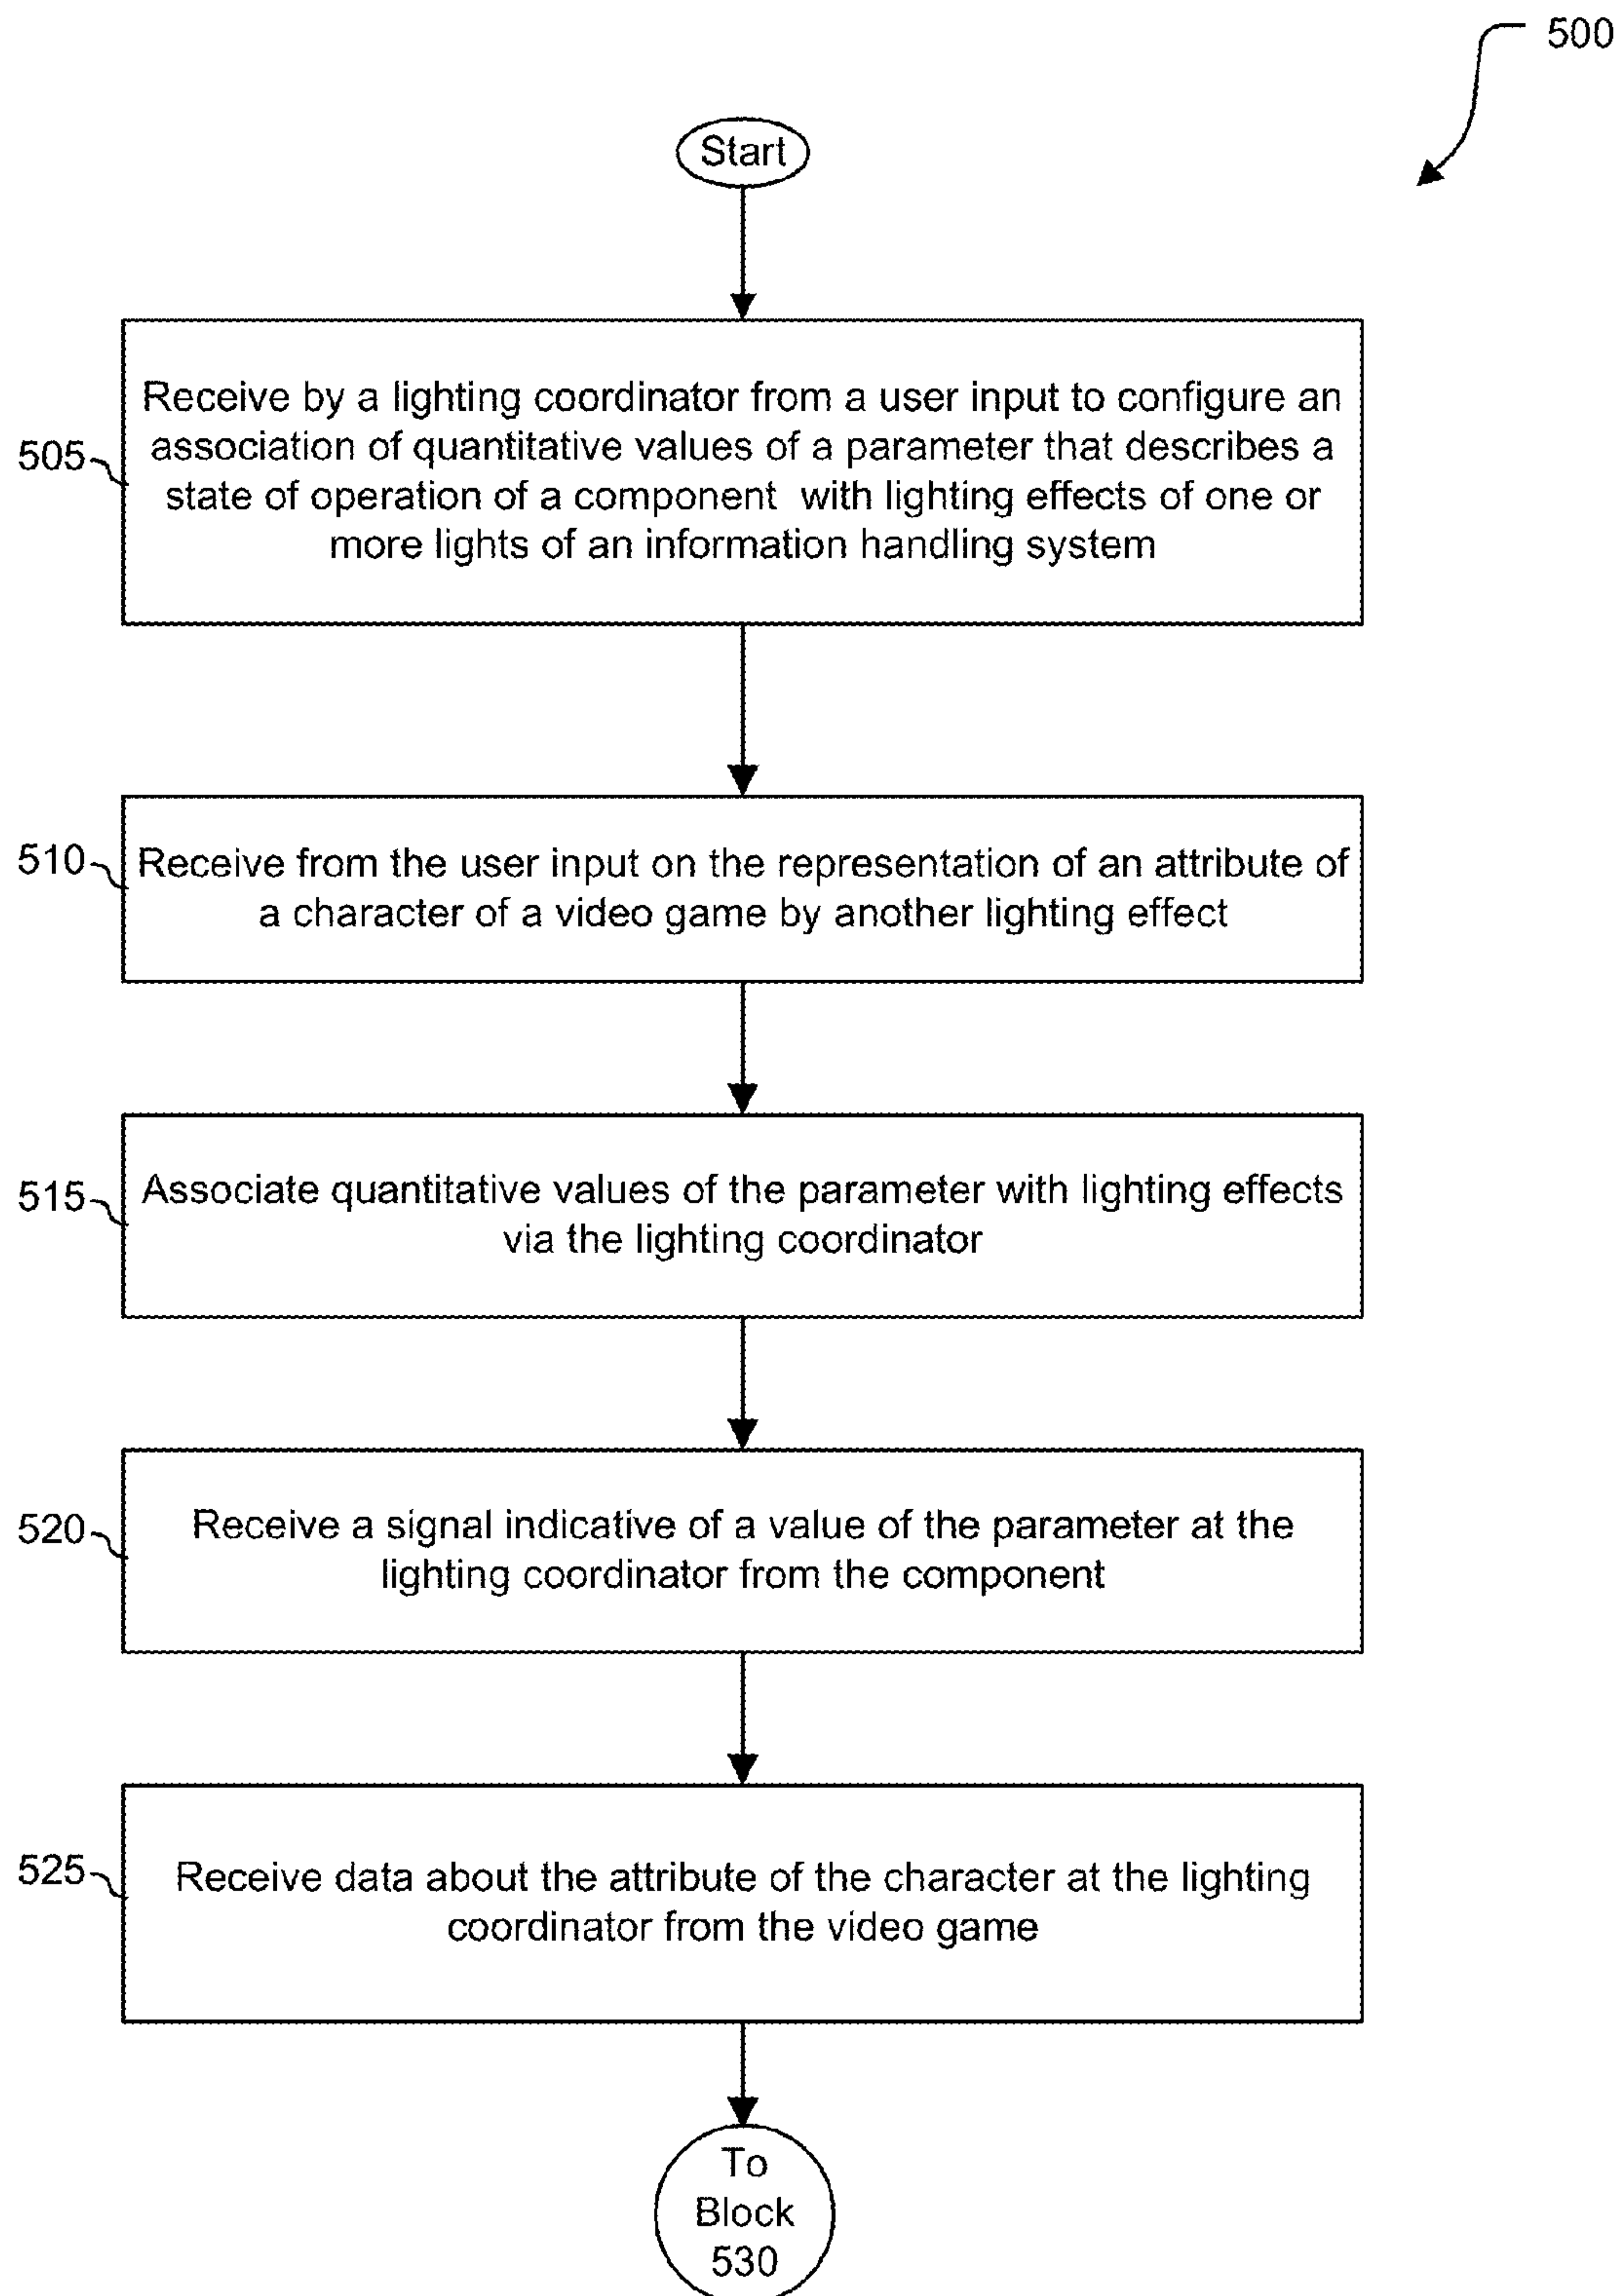 500
Start
505
Receive by a lighting coordinator from a user input to configure an
association of quantitative values of a parameter that describes a
state of operation of a component with lighting effects of one or
more lights of an information handling system
510
Receive from the user input on the representation of an attribute of
a character of a video game by another lighting effect
515
Associate quantitative values of the parameter with lighting effects
via the lighting coordinator
520
Receive a signal indicative of a value of the parameter at the
lighting coordinator from the component
525
Receive data about the attribute of the character at the lighting
coordinator from the video game
To
Block
530